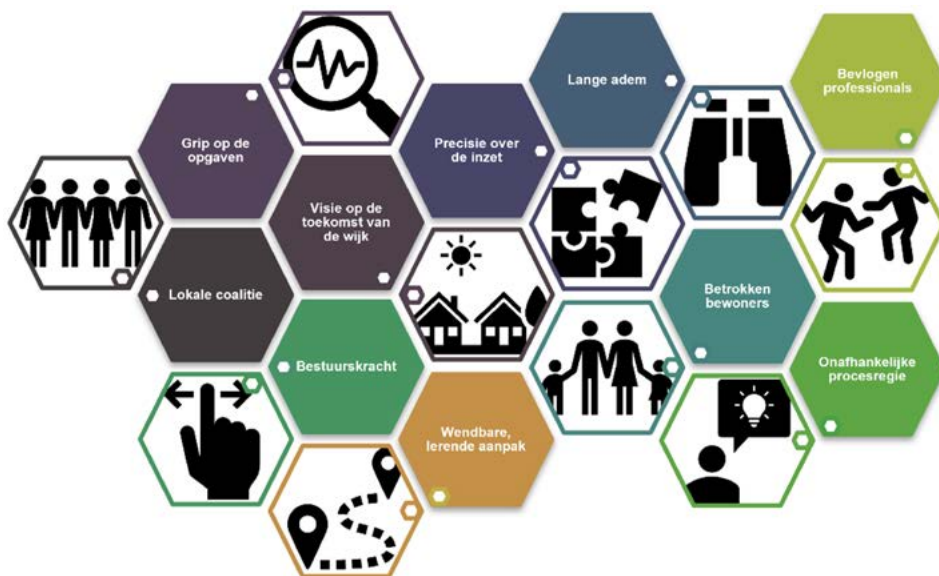 Lange adem
Bevlogen
professionals
Grip op de
opgaven
Precisie over
de inzet
Visie op de
toekomst van
de wijk
Lokale coalitie
Betrokken
bewoners
Bestuurskracht
Onafhankelijke
procesregie
Wendbare,
lerende aanpak